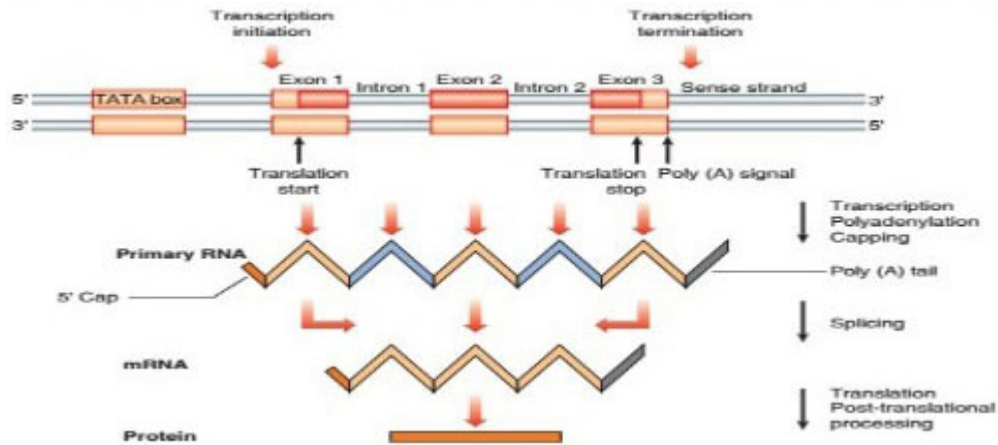 Transcription
initiation
Transcription
termination
Exon 1
Intron 1
Exon 2
Intron 2
Exon 3
Sense strand
5'
TATA box
3'
3'
5'
Translation
start
Translation
stop
Poly (A) signal
Transcription
Polyadenylation
Capping
Primary RNA
Poly (A) tail
5' Cap
Splicing
mRNA
Translation
Post-translational
processing
Protein